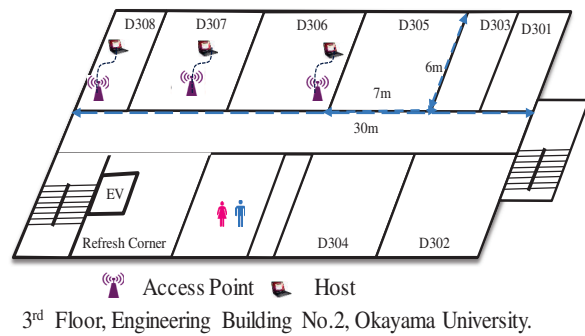 D308 D307 D306 D305 D303 D301
6m
7m
30m
EV
Refresh Corner
D304 D302
Access Point Host
3rd Floor, Engineering Building No.2, Okayama University.